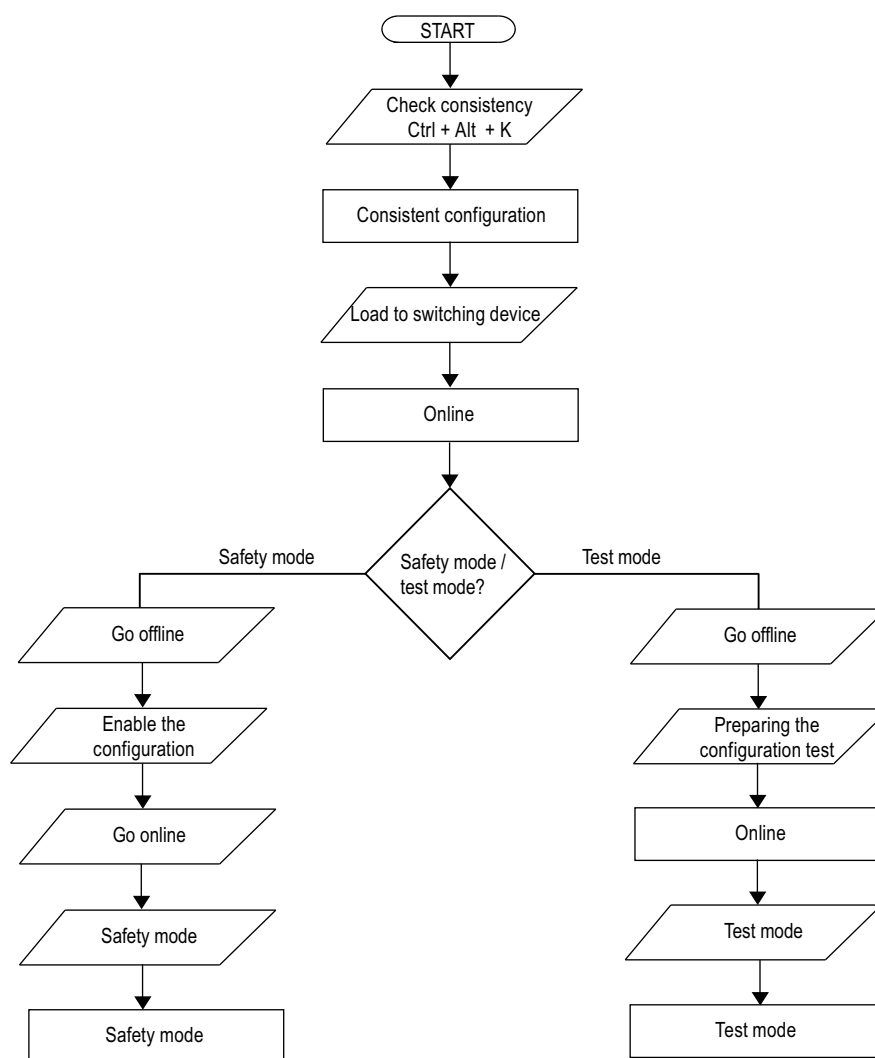 START
Check consistency
Ctrl + Alt + K
Consistent configuration
Load to switching device
Online
Safety mode
Safety mode /
test mode?
Test mode
Go offline
Enable the
configuration
Go online
Safety mode
Safety mode
Go offline
Preparing the
configuration test
Online
Test mode
Test mode